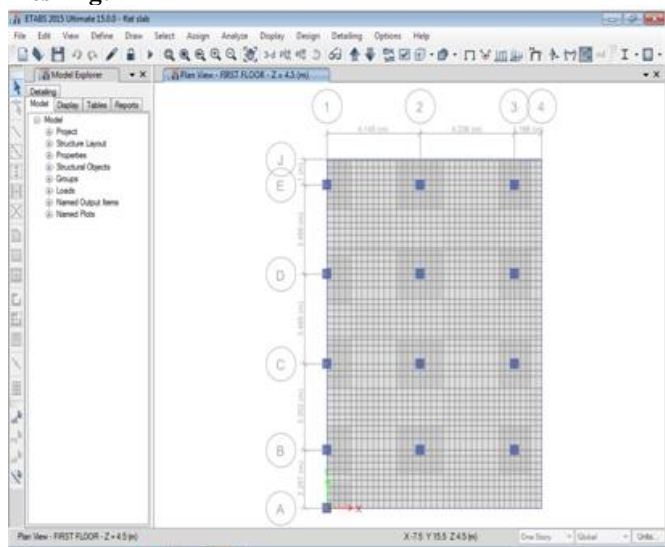 ETABS 2015 Ultimate 15.0.0 - flat slab
File Edit View Define Draw Select Assign Analyze Display Design Detailing Options Help
Model Explorer
Plan View - FIRST FLOOR - Z = 4.5 (m)
Detailing
Model Display Tables Reports
Model
Project
Structure Layout
Properties
Structural Objects
Groups
Loads
Named Output Items
Named Plots
1 2 3 4
J
E
D
C
B
A
X
Plan View - FIRST FLOOR - Z = 4.5 (m)
X -7.5 Y 15.5 Z 4.5 (m)
One Story
Global
Units...